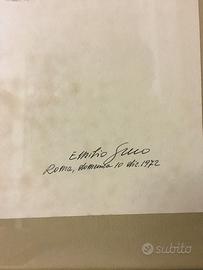 Emilio Greco
Roma, domenica 10 dic. 1972
subito